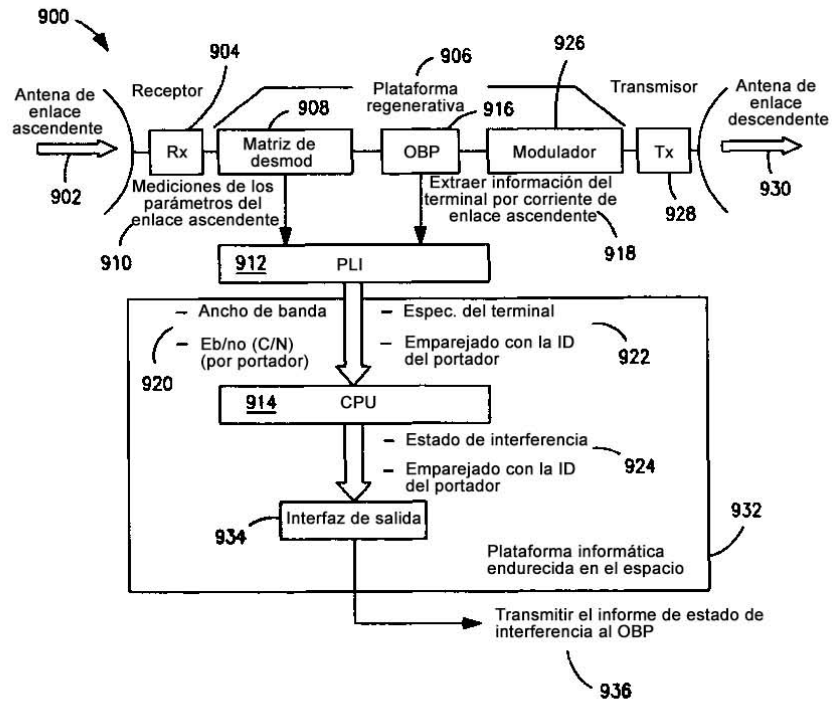 900
904
906
926
Antena de
enlace
ascendente
Receptor
Plataforma
regenerativa
Transmisor
Antena de
enlace
descendente
908
916
902
Rx
Matriz de
desmod
OBP
Modulador
Tx
930
928
Mediciones de los
parámetros del
enlace ascendente
910
Extraer información del
terminal por corriente de
enlace ascendente
918
912 PLI
– Ancho de banda
– Eb/no (C/N)
(por portador)
920
– Espec. del terminal
– Emparejado con la ID
del portador
922
914 CPU
– Estado de interferencia
– Emparejado con la ID
del portador
924
934
Interfaz de salida
932
Plataforma informática
endurecida en el espacio
Transmitir el informe de estado de
interferencia al OBP
936